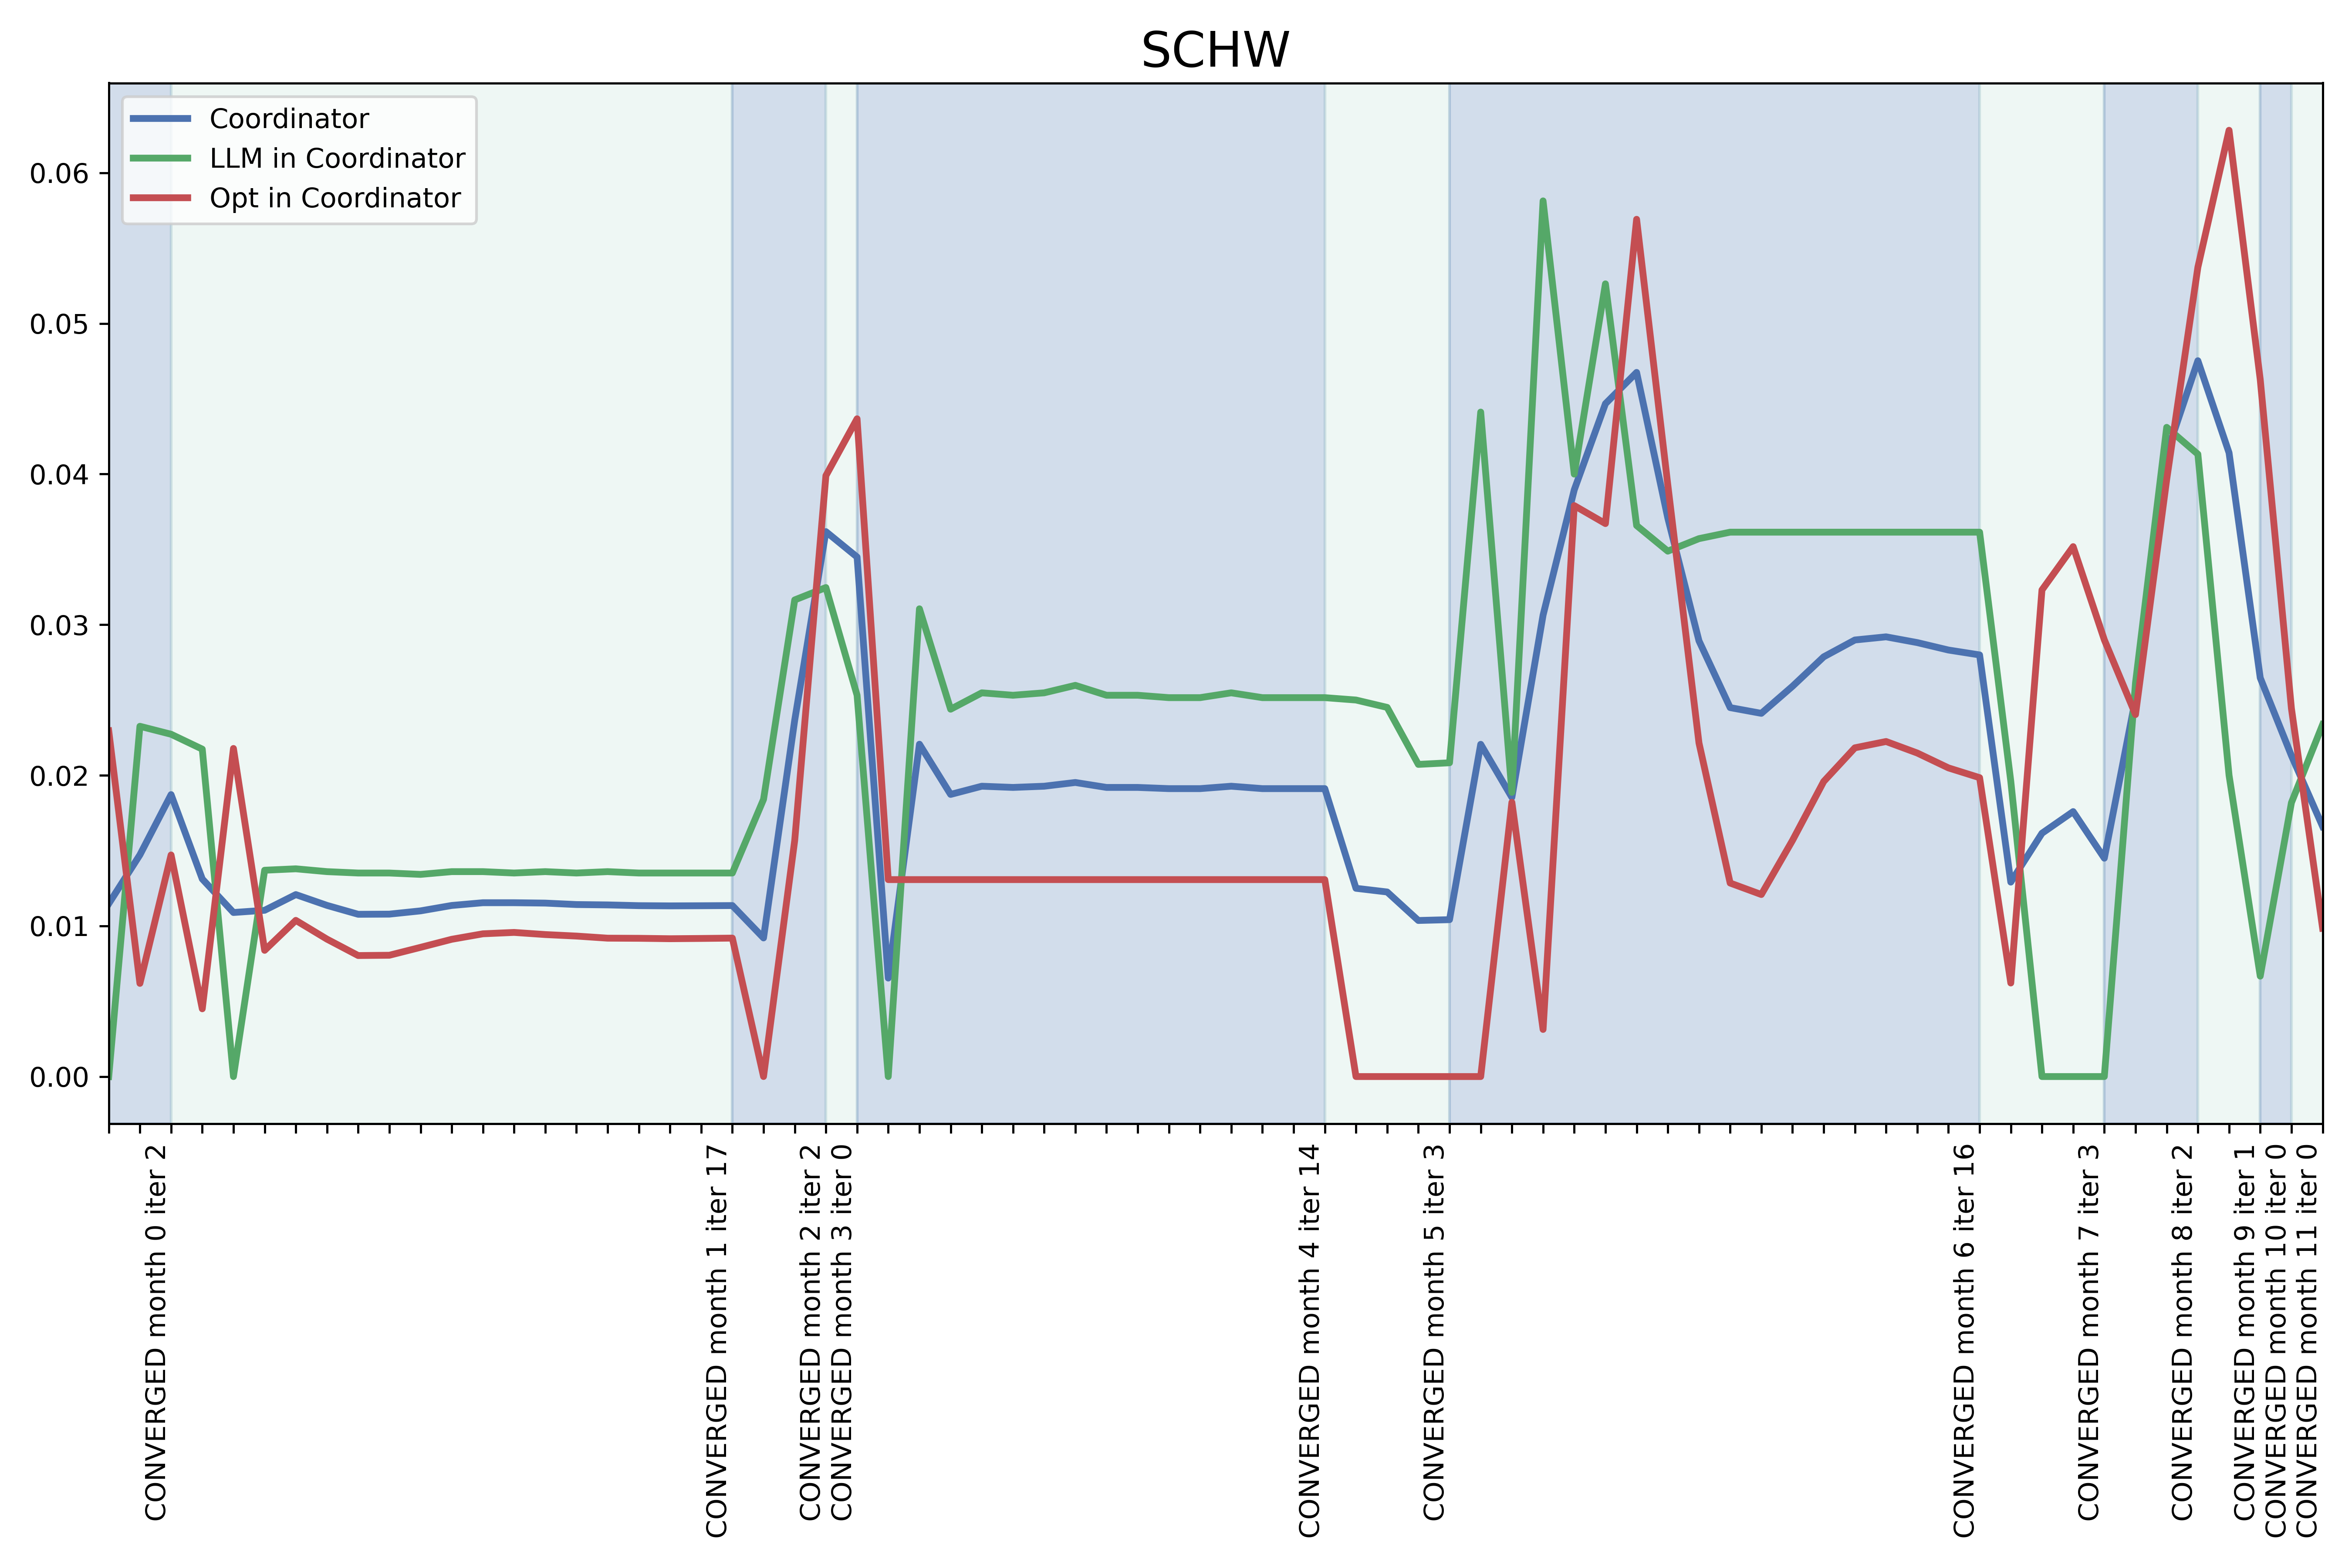 SCHW
Coordinator
LLM in Coordinator
Opt in Coordinator
0.06
0.05
0.04
0.03
0.02
0.01
0.00
CONVERGED month 0 iter 2
CONVERGED month 1 iter 17
CONVERGED month 2 iter 2
CONVERGED month 3 iter 0
CONVERGED month 4 iter 14
CONVERGED month 5 iter 3
CONVERGED month 6 iter 16
CONVERGED month 7 iter 3
CONVERGED month 8 iter 2
CONVERGED month 9 iter 1
CONVERGED month 10 iter 0
CONVERGED month 11 iter 0